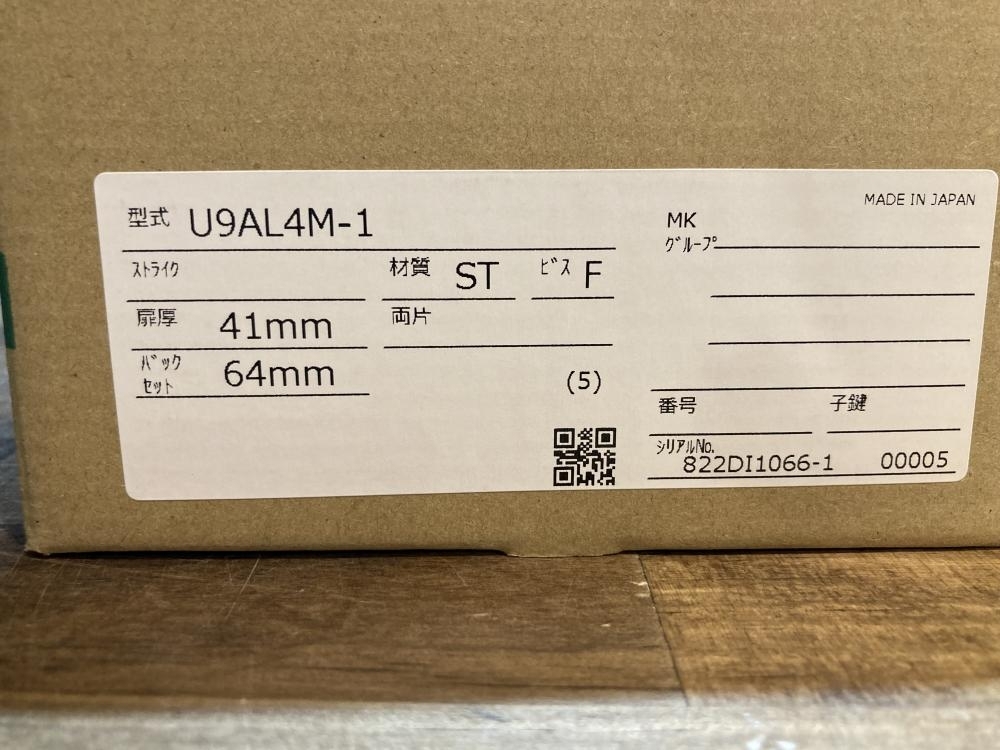 型式 U9AL4M-1
MADE IN JAPAN
MK
ｸﾞﾙｰﾌﾟ
ｽﾄﾗｲｸ
材質 ST
ﾋﾞｽ F
扉厚 41mm
両片
ﾊﾞｯｸ
ｾｯﾄ 64mm
(5)
番号
子鍵
ｼﾘｱﾙNo.
822DI1066-1 00005